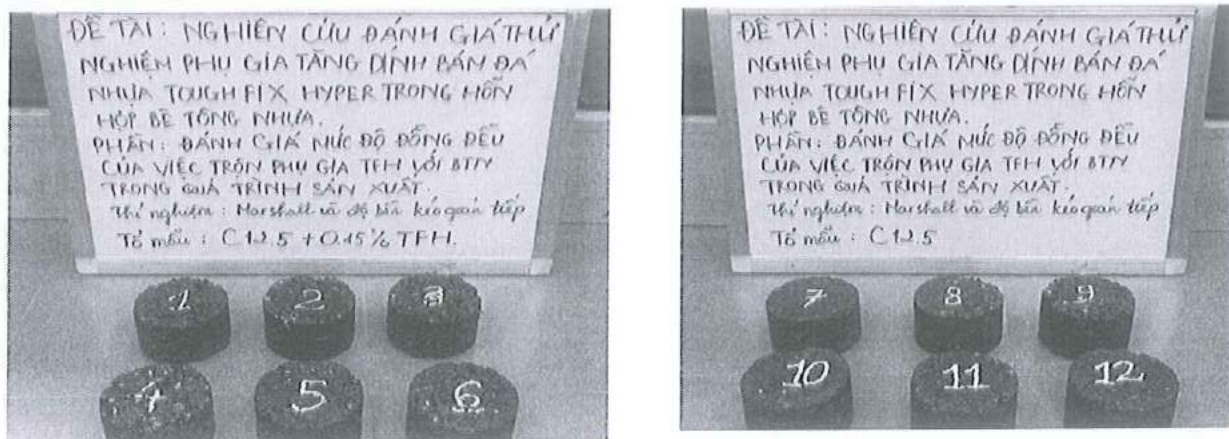 ĐỀ TÀI: NGHIÊN CỨU ĐÁNH GIÁ THỬ
NGHIỆM PHỤ GIA TĂNG DÍNH BÁM ĐÁ
NHỰA TOUGH FIX HYPER TRONG HỖN
HỢP BÊ TÔNG NHỰA.
PHẦN: ĐÁNH GIÁ MỨC ĐỘ ĐỒNG ĐỀU
CỦA VIỆC TRỘN PHỤ GIA TFH VỚI BTN
TRONG QUÁ TRÌNH SẢN XUẤT.
Thí nghiệm: Marshall và độ bền kéo gián tiếp
Tổ mẫu: C12.5 + 0.15% TFH.
1 2 3
4 5 6
ĐỀ TÀI: NGHIÊN CỨU ĐÁNH GIÁ THỬ
NGHIỆM PHỤ GIA TĂNG DÍNH BÁM ĐÁ
NHỰA TOUGH FIX HYPER TRONG HỖN
HỢP BÊ TÔNG NHỰA.
PHẦN: ĐÁNH GIÁ MỨC ĐỘ ĐỒNG ĐỀU
CỦA VIỆC TRỘN PHỤ GIA TFH VỚI BTN
TRONG QUÁ TRÌNH SẢN XUẤT.
Thí nghiệm: Marshall và độ bền kéo gián tiếp
Tổ mẫu: C12.5
7 8 9
10 11 12